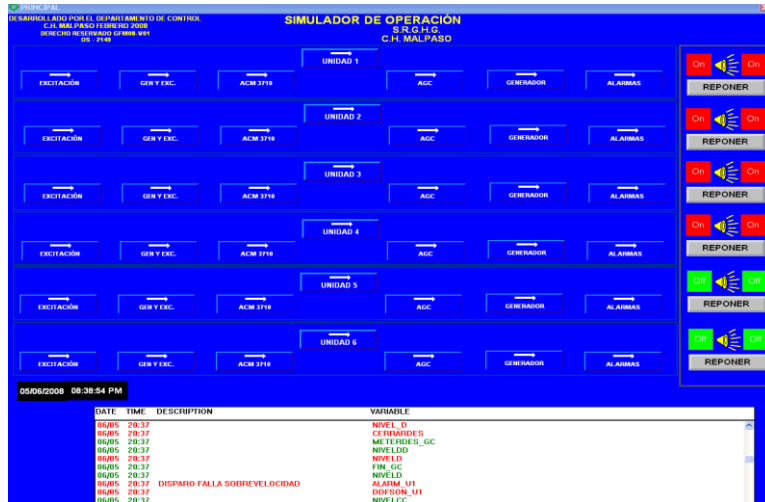 PRINCIPAL
DESARROLLADO POR EL DEPARTAMENTO DE CONTROL
C.H. MALPASO FEBRERO 2008
DERECHO RESERVADO GFM08-V01
OS - 2149
SIMULADOR DE OPERACIÓN
S.R.G.H.G.
C.H. MALPASO
UNIDAD 1
EXCITACIÓN GEN Y EXC. ACM 3710 AGC GENERADOR ALARMAS
On On
REPONER
UNIDAD 2
EXCITACIÓN GEN Y EXC. ACM 3710 AGC GENERADOR ALARMAS
On On
REPONER
UNIDAD 3
EXCITACIÓN GEN Y EXC. ACM 3710 AGC GENERADOR ALARMAS
On On
REPONER
UNIDAD 4
EXCITACIÓN GEN Y EXC. ACM 3710 AGC GENERADOR ALARMAS
On On
REPONER
UNIDAD 5
EXCITACIÓN GEN Y EXC. ACM 3710 AGC GENERADOR ALARMAS
Off Off
REPONER
UNIDAD 6
EXCITACIÓN GEN Y EXC. ACM 3710 AGC GENERADOR ALARMAS
Off Off
REPONER
05/06/2008 08:38:54 PM
DATE TIME DESCRIPTION VARIABLE
06/05 20:37 NIVEL_D
06/05 20:37 CERRARDES
06/05 20:37 METERDES_GC
06/05 20:37 NIVELDD
06/05 20:37 NIVELD
06/05 20:37 FIN_GC
06/05 20:37 NIVELD
06/05 20:37 DISPARO FALLA SOBREVELOCIDAD ALARM_U1
06/05 20:37 DDFSON_U1
06/05 20:37 NIVELCC